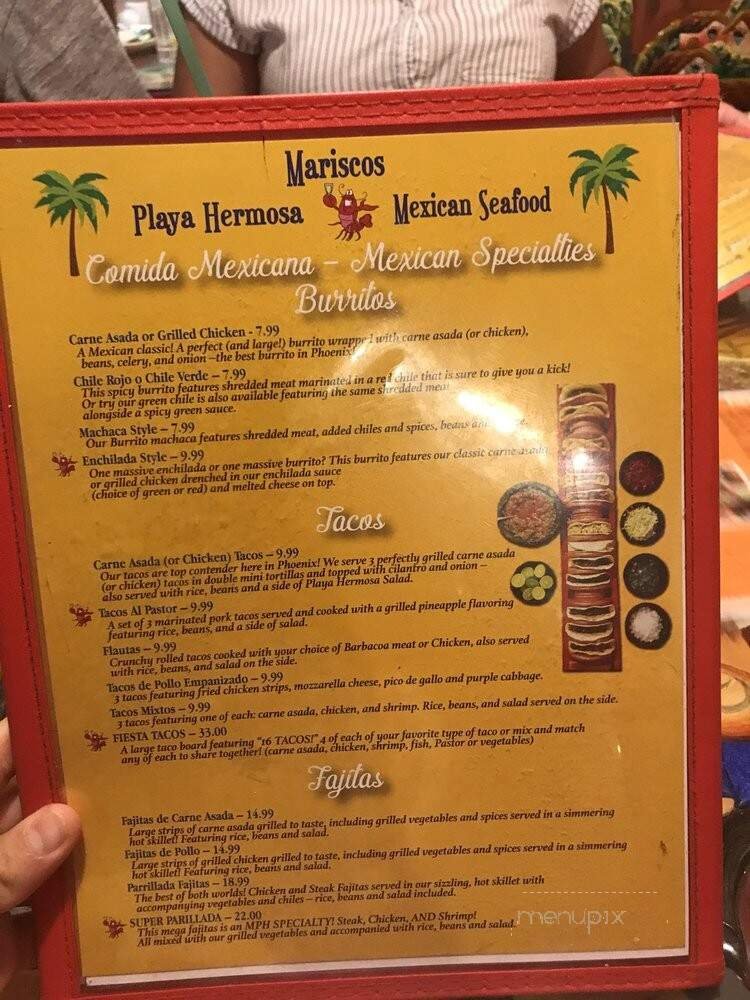 Mariscos
Playa Hermosa Mexican Seafood
Comida Mexicana – Mexican Specialties
Burritos
Carne Asada or Grilled Chicken - 7.99
A Mexican classic! A perfect (and large!) burrito wrapped with carne asada (or chicken),
beans, celery, and onion –the best burrito in Phoenix!
Chile Rojo o Chile Verde – 7.99
This spicy burrito features shredded meat marinated in a red chile that is sure to give you a kick!
Or try our green chile is also available featuring the same shredded meat
alongside a spicy green sauce.
Machaca Style – 7.99
Our Burrito machaca features shredded meat, added chiles and spices, beans
Enchilada Style – 9.99
One massive enchilada or one massive burrito? This burrito features our classic carne asada
or grilled chicken drenched in our enchilada sauce
(choice of green or red) and melted cheese on top.
Tacos
Carne Asada (or Chicken) Tacos – 9.99
Our tacos are top contender here in Phoenix! We serve 3 perfectly grilled carne asada
(or chicken) tacos in double mini tortillas and topped with cilantro and onion –
also served with rice, beans and a side of Playa Hermosa Salad.
Tacos Al Pastor – 9.99
A set of 3 marinated pork tacos served and cooked with a grilled pineapple flavoring
featuring rice, beans, and a side of salad.
Flautas – 9.99
Crunchy rolled tacos cooked with your choice of Barbacoa meat or Chicken, also served
with rice, beans, and salad on the side.
Tacos de Pollo Empanizado – 9.99
3 tacos featuring fried chicken strips, mozzarella cheese, pico de gallo and purple cabbage.
Tacos Mixtos – 9.99
3 tacos featuring one of each: carne asada, chicken, and shrimp. Rice, beans, and salad served on the side.
FIESTA TACOS – 33.00
A large taco board featuring "16 TACOS!" 4 of each of your favorite type of taco or mix and match
any of each to share together! (carne asada, chicken, shrimp, fish, Pastor or vegetables)
Fajitas
Fajitas de Carne Asada – 14.99
Large strips of carne asada grilled to taste, including grilled vegetables and spices served in a simmering
hot skillet! Featuring rice, beans and salad.
Fajitas de Pollo – 14.99
Large strips of grilled chicken grilled to taste, including grilled vegetables and spices served in a simmering
hot skillet! Featuring rice, beans and salad.
Parrillada Fajitas – 18.99
The best of both worlds! Chicken and Steak Fajitas served in our sizzling, hot skillet with
accompanying vegetables and chiles – rice, beans and salad included.
SUPER PARILLADA – 22.00
This mega fajitas is an MPH SPECIALTY! Steak, Chicken, AND Shrimp!
All mixed with our grilled vegetables and accompanied with rice, beans and salad.
menupix